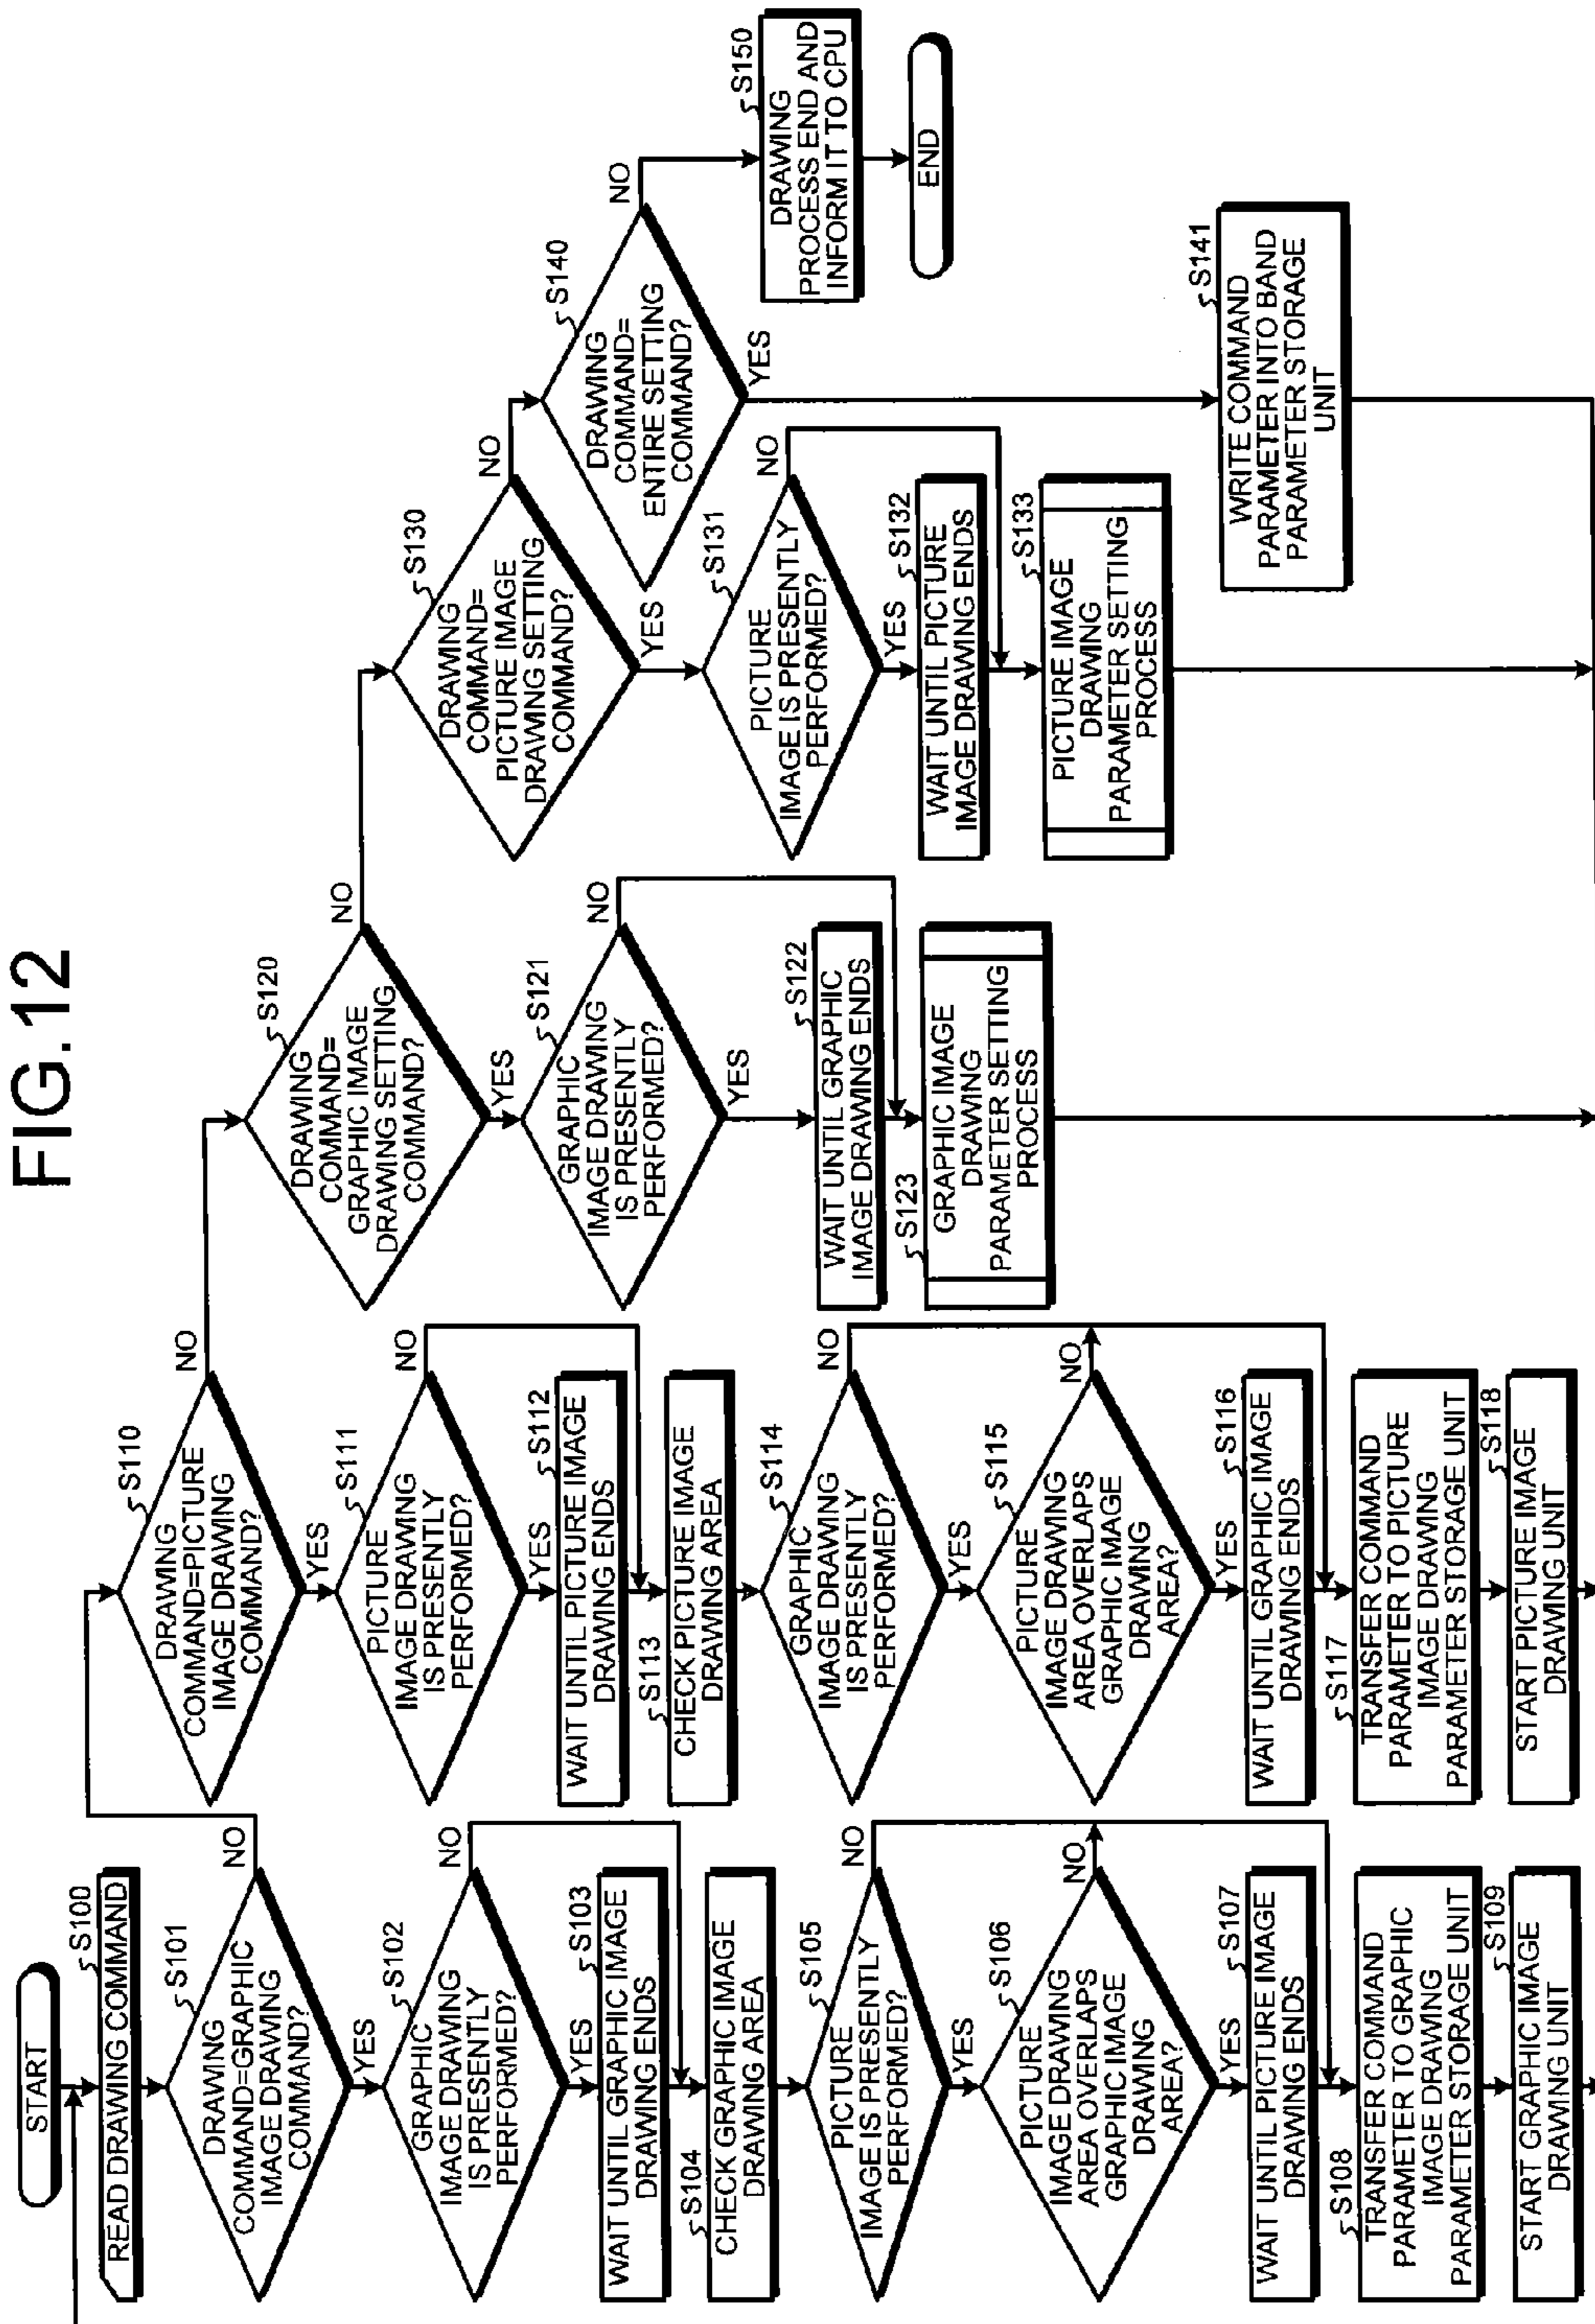 FIG.12
START
S100
READ DRAWING COMMAND
S101
DRAWING
COMMAND=GRAPHIC
IMAGE DRAWING
COMMAND?
NO
YES
S102
GRAPHIC
IMAGE DRAWING
IS PRESENTLY
PERFORMED?
NO
YES
S103
WAIT UNTIL GRAPHIC IMAGE
DRAWING ENDS
S104
CHECK GRAPHIC IMAGE
DRAWING AREA
S105
PICTURE
IMAGE IS PRESENTLY
PERFORMED?
NO
YES
S106
PICTURE
IMAGE DRAWING
AREA OVERLAPS
GRAPHIC IMAGE
DRAWING
AREA?
NO
YES
S107
WAIT UNTIL PICTURE IMAGE
DRAWING ENDS
S108
TRANSFER COMMAND
PARAMETER TO GRAPHIC
IMAGE DRAWING
PARAMETER STORAGE UNIT
S109
START GRAPHIC IMAGE
DRAWING UNIT
S110
DRAWING
COMMAND=PICTURE
IMAGE DRAWING
COMMAND?
NO
YES
S111
PICTURE
IMAGE DRAWING
IS PRESENTLY
PERFORMED?
NO
YES
S112
WAIT UNTIL PICTURE IMAGE
DRAWING ENDS
S113
CHECK PICTURE IMAGE
DRAWING AREA
S114
GRAPHIC
IMAGE DRAWING
IS PRESENTLY
PERFORMED?
NO
YES
S115
PICTURE
IMAGE DRAWING
AREA OVERLAPS
GRAPHIC IMAGE
DRAWING
AREA?
NO
YES
S116
WAIT UNTIL GRAPHIC IMAGE
DRAWING ENDS
S117
TRANSFER COMMAND
PARAMETER TO PICTURE
IMAGE DRAWING
PARAMETER STORAGE UNIT
S118
START PICTURE IMAGE
DRAWING UNIT
S120
DRAWING
COMMAND=
GRAPHIC IMAGE
DRAWING SETTING
COMMAND?
NO
YES
S121
GRAPHIC
IMAGE DRAWING
IS PRESENTLY
PERFORMED?
NO
YES
S122
WAIT UNTIL GRAPHIC
IMAGE DRAWING ENDS
S123
GRAPHIC IMAGE
DRAWING
PARAMETER SETTING
PROCESS
S130
DRAWING
COMMAND=
PICTURE IMAGE
DRAWING SETTING
COMMAND?
NO
YES
S131
PICTURE
IMAGE IS PRESENTLY
PERFORMED?
NO
YES
S132
WAIT UNTIL PICTURE
IMAGE DRAWING ENDS
S133
PICTURE IMAGE
DRAWING
PARAMETER SETTING
PROCESS
S140
DRAWING
COMMAND=
ENTIRE SETTING
COMMAND?
NO
YES
S141
WRITE COMMAND
PARAMETER INTO BAND
PARAMETER STORAGE
UNIT
S150
DRAWING
PROCESS END AND
INFORM IT TO CPU
END